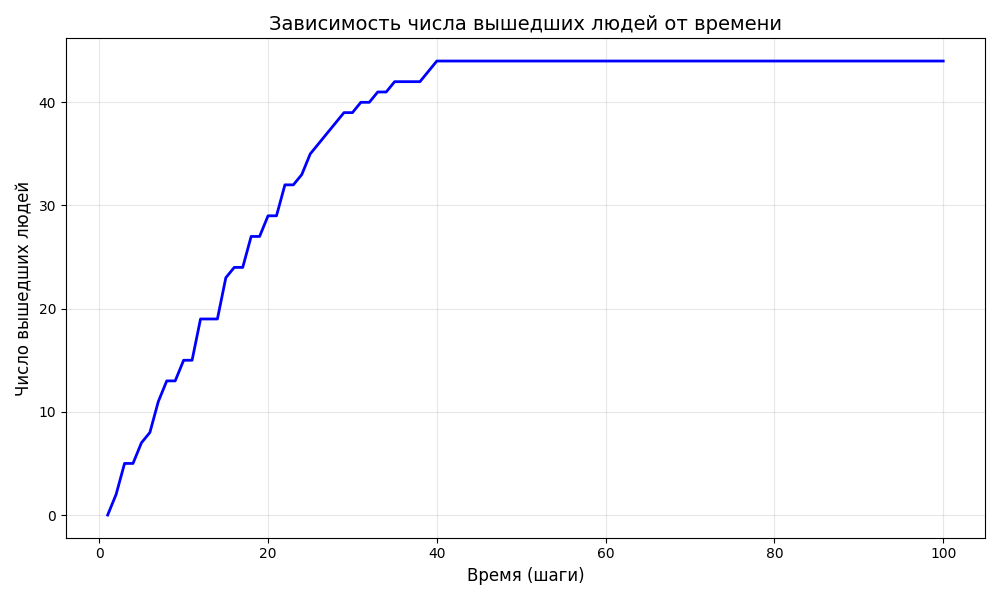 Зависимость числа вышедших людей от времени
Число вышедших людей
40
30
20
10
0
0 20 40 60 80 100
Время (шаги)